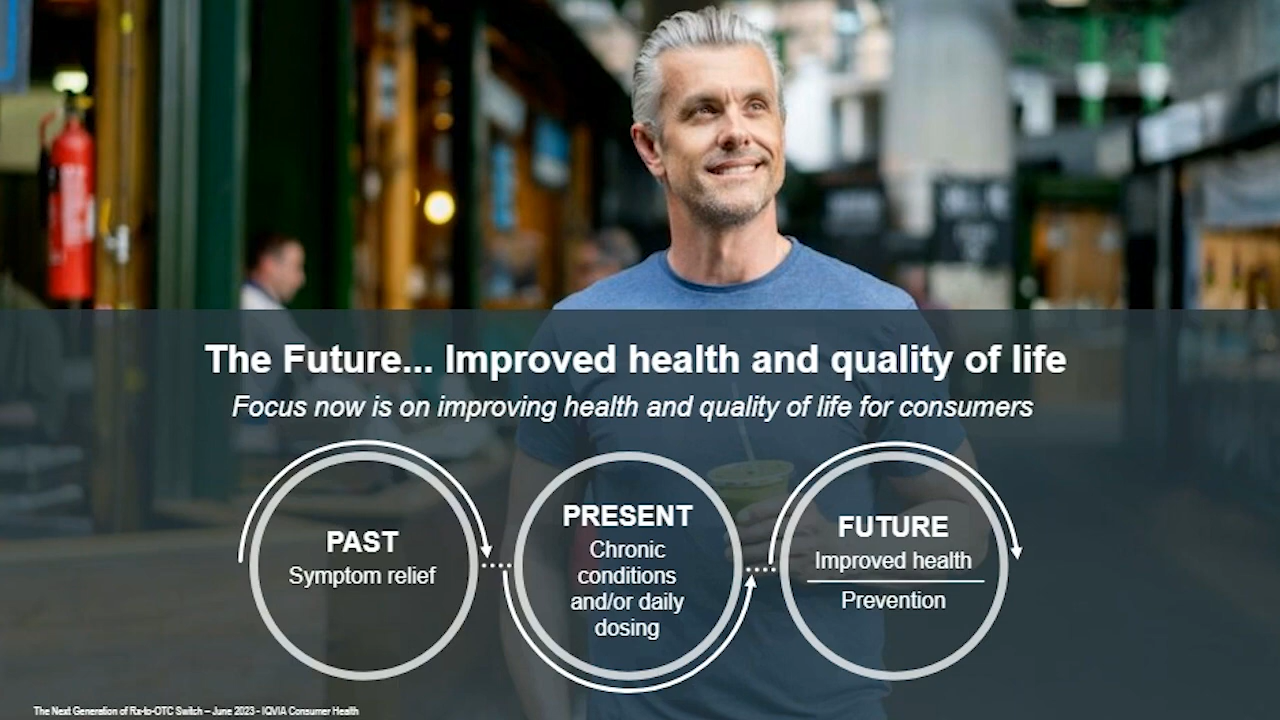 The Future... Improved health and quality of life
Focus now is on improving health and quality of life for consumers
PAST
Symptom relief
PRESENT
Chronic
conditions
and/or daily
dosing
FUTURE
Improved health
Prevention
The Next Generation of Rx-to-OTC Switch – June 2023 - IQVIA Consumer Health